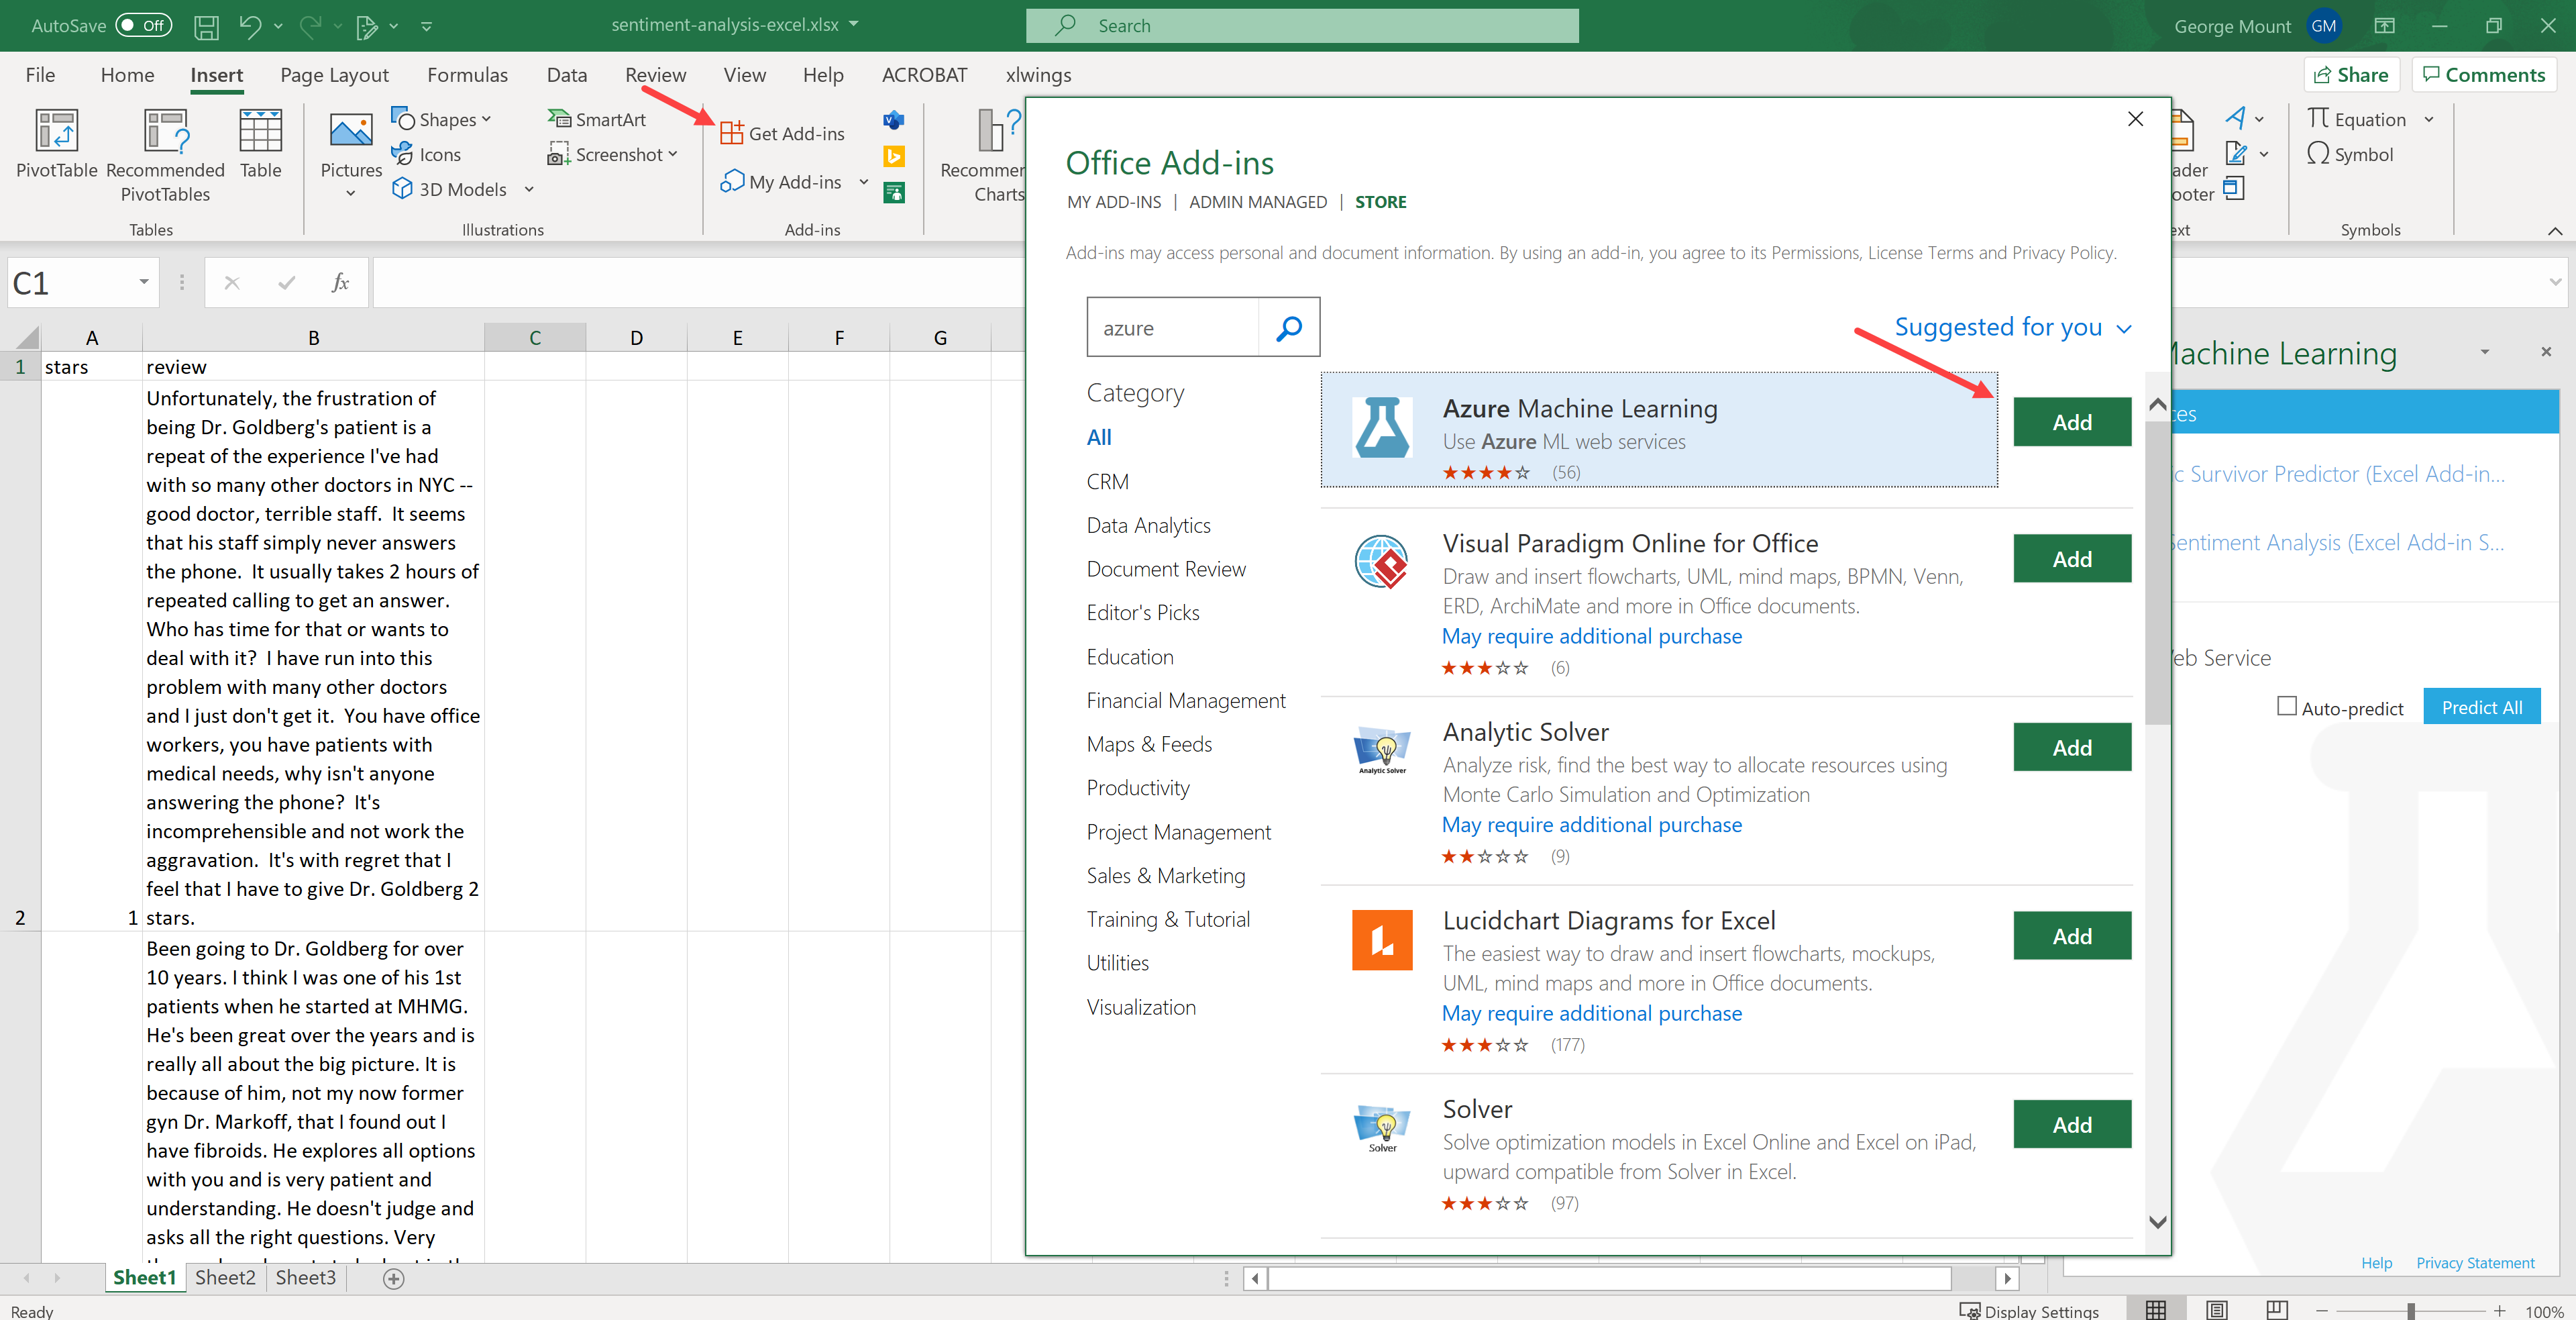 AutoSave Off
sentiment-analysis-excel.xlsx
Search
George Mount GM
File Home Insert Page Layout Formulas Data Review View Help ACROBAT xlwings
Share Comments
PivotTable
Recommended
PivotTables
Table
Tables
Pictures
Shapes
Icons
3D Models
SmartArt
Screenshot
Illustrations
Get Add-ins
My Add-ins
Add-ins
Recommen
Charts
ader
ooter
ext
Equation
Symbol
Symbols
C1
fx
A B C D E F G
1 stars review
Unfortunately, the frustration of
being Dr. Goldberg's patient is a
repeat of the experience I've had
with so many other doctors in NYC --
good doctor, terrible staff. It seems
that his staff simply never answers
the phone. It usually takes 2 hours of
repeated calling to get an answer.
Who has time for that or wants to
deal with it? I have run into this
problem with many other doctors
and I just don't get it. You have office
workers, you have patients with
medical needs, why isn't anyone
answering the phone? It's
incomprehensible and not work the
aggravation. It's with regret that I
feel that I have to give Dr. Goldberg 2
2 1 stars.
Been going to Dr. Goldberg for over
10 years. I think I was one of his 1st
patients when he started at MHMG.
He's been great over the years and is
really all about the big picture. It is
because of him, not my now former
gyn Dr. Markoff, that I found out I
have fibroids. He explores all options
with you and is very patient and
understanding. He doesn't judge and
asks all the right questions. Very
Office Add-ins
MY ADD-INS | ADMIN MANAGED | STORE
Add-ins may access personal and document information. By using an add-in, you agree to its Permissions, License Terms and Privacy Policy.
azure
Suggested for you
Category
All
CRM
Data Analytics
Document Review
Editor's Picks
Education
Financial Management
Maps & Feeds
Productivity
Project Management
Sales & Marketing
Training & Tutorial
Utilities
Visualization
Azure Machine Learning
Use Azure ML web services
(56)
Add
Visual Paradigm Online for Office
Draw and insert flowcharts, UML, mind maps, BPMN, Venn,
ERD, ArchiMate and more in Office documents.
May require additional purchase
(6)
Add
Analytic Solver
Analytic Solver
Analyze risk, find the best way to allocate resources using
Monte Carlo Simulation and Optimization
May require additional purchase
(9)
Add
Lucidchart Diagrams for Excel
The easiest way to draw and insert flowcharts, mockups,
UML, mind maps and more in Office documents.
May require additional purchase
(177)
Add
Solver
Solver
Solve optimization models in Excel Online and Excel on iPad,
upward compatible from Solver in Excel.
(97)
Add
Machine Learning
ces
c Survivor Predictor (Excel Add-in...
Sentiment Analysis (Excel Add-in S...
eb Service
Auto-predict Predict All
Help Privacy Statement
Sheet1 Sheet2 Sheet3
Ready
Display Settings
100%